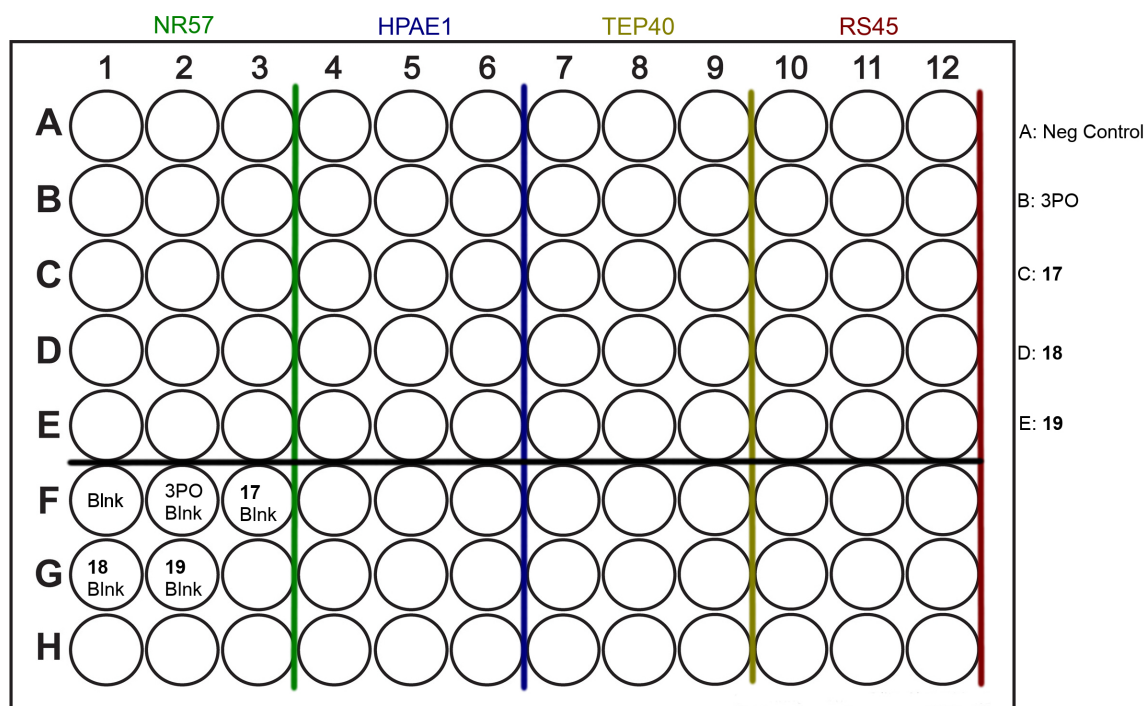 NR57 HPAE1 TEP40 RS45
1 2 3 4 5 6 7 8 9 10 11 12
A A: Neg Control
B B: 3PO
C C: 17
D D: 18
E E: 19
F Blnk 3PO Blnk 17 Blnk
G 18 Blnk 19 Blnk
H